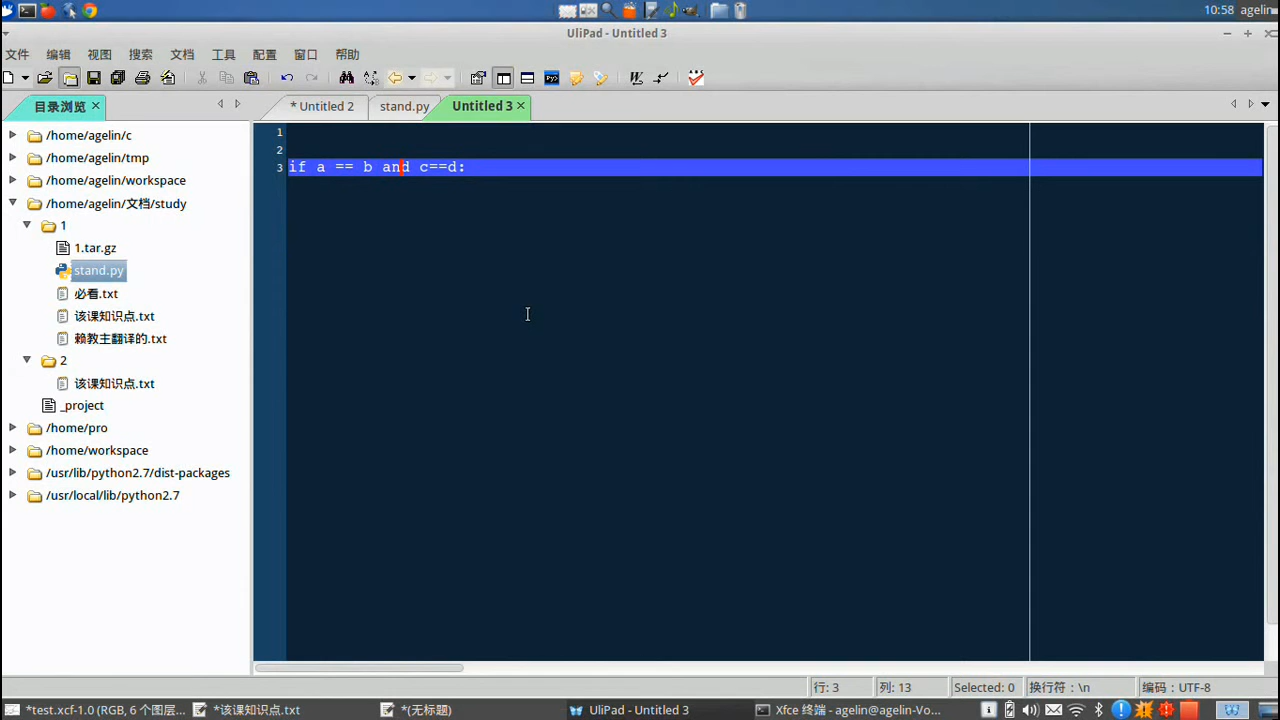 10:58 agelin
UliPad - Untitled 3
文件 编辑 视图 搜索 文档 工具 配置 窗口 帮助
目录浏览
* Untitled 2 stand.py Untitled 3
/home/agelin/c
/home/agelin/tmp
/home/agelin/workspace
/home/agelin/文档/study
1
1.tar.gz
stand.py
必看.txt
该课知识点.txt
赖教主翻译的.txt
2
该课知识点.txt
_project
/home/pro
/home/workspace
/usr/lib/python2.7/dist-packages
/usr/local/lib/python2.7
1
2
3 if a == b and c==d:
行: 3 列: 13 Selected: 0 换行符：\n 编码：UTF-8
*test.xcf-1.0 (RGB, 6 个图层... *该课知识点.txt *(无标题) UliPad - Untitled 3 Xfce 终端 - agelin@agelin-Vo...